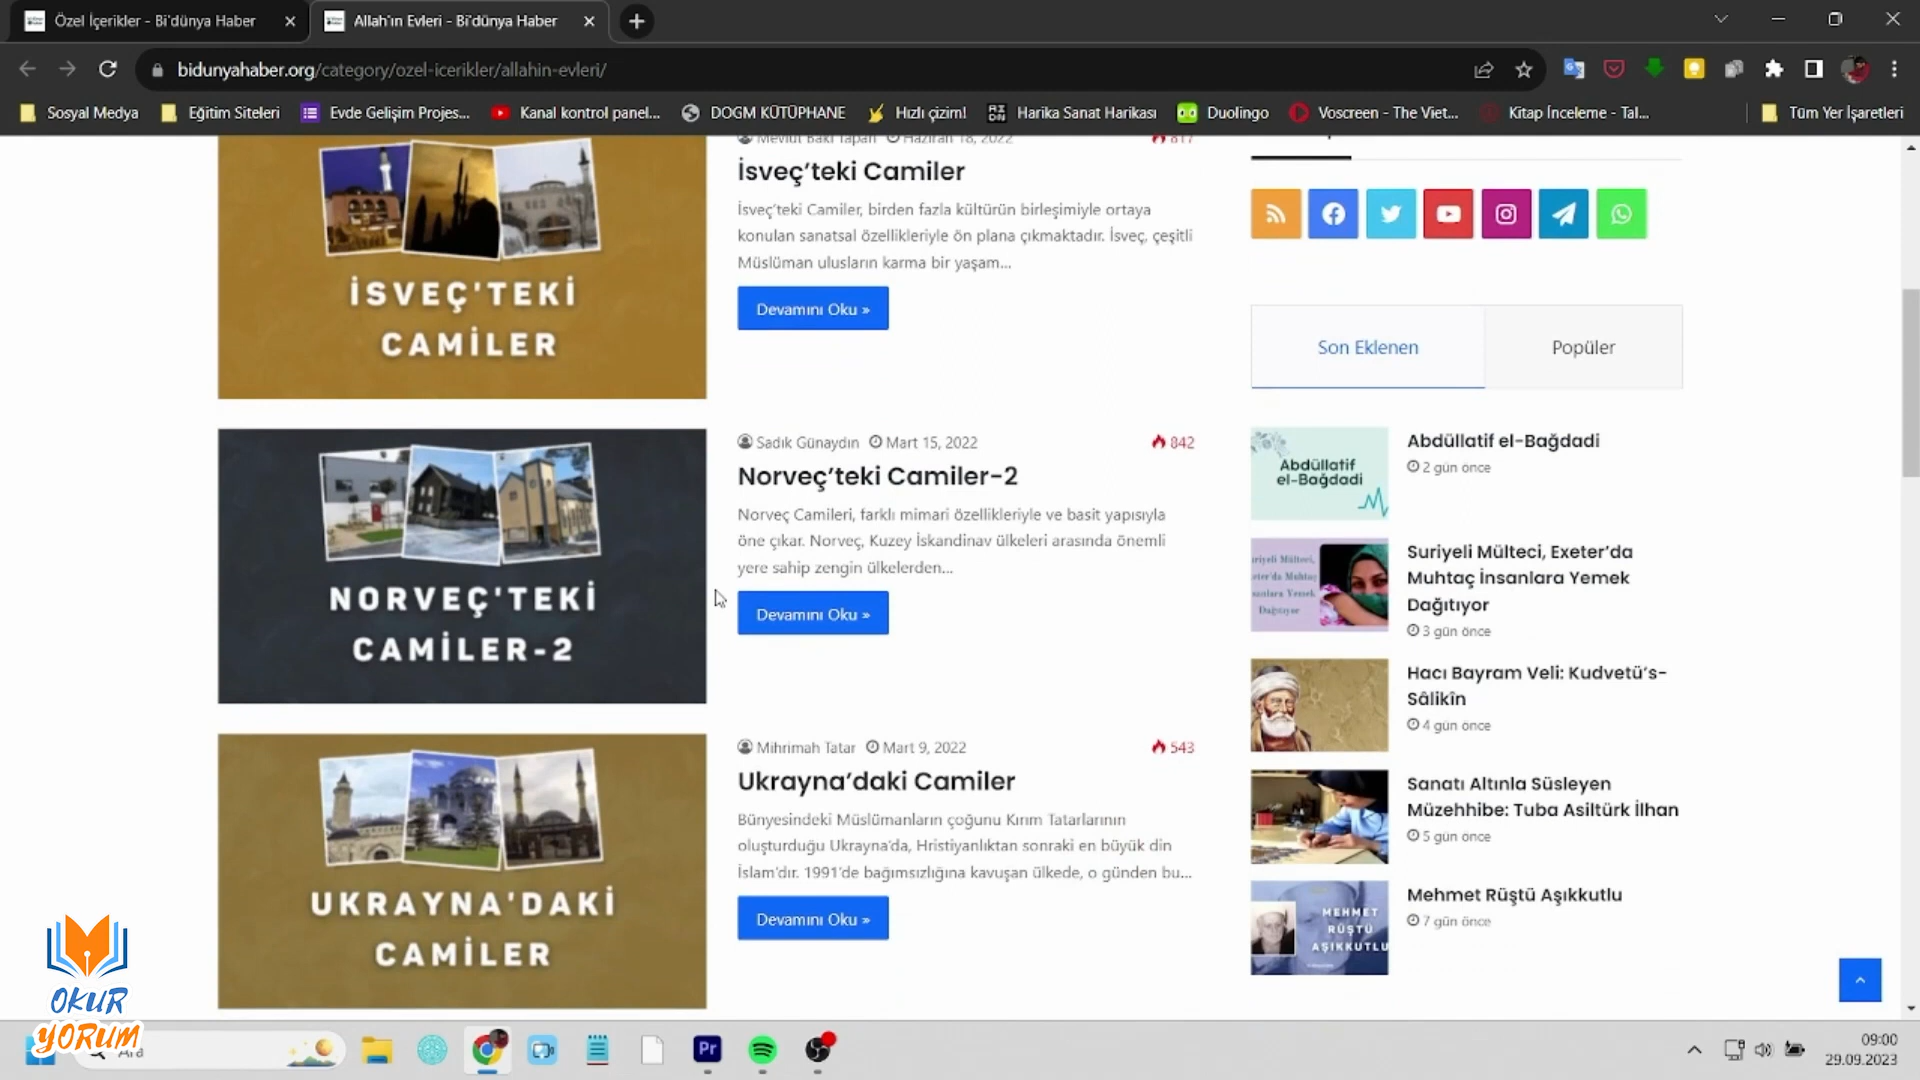 Özel İçerikler - Bi'dünya Haber
Allah'ın Evleri - Bi'dünya Haber
bidunyahaber.org/category/ozel-icerikler/allahin-evleri/
Sosyal Medya
Eğitim Siteleri
Evde Gelişim Projes...
Kanal kontrol panel...
DOGM KÜTÜPHANE
Hızlı çizim!
Harika Sanat Harikası
Duolingo
Voscreen - The Viet...
Kitap İnceleme - Tal...
Tüm Yer İşaretleri
Mevlüt Baki Tapan Haziran 18, 2022 817
İsveç'teki Camiler
İsveç'teki Camiler, birden fazla kültürün birleşimiyle ortaya
konulan sanatsal özellikleriyle ön plana çıkmaktadır. İsveç, çeşitli
Müslüman ulusların karma bir yaşam...
Devamını Oku »
İSVEÇ'TEKİ
CAMİLER
Sadık Günaydın Mart 15, 2022 842
Norveç'teki Camiler-2
Norveç Camileri, farklı mimari özellikleriyle ve basit yapısıyla
öne çıkar. Norveç, Kuzey İskandinav ülkeleri arasında önemli
yere sahip zengin ülkelerden...
Devamını Oku »
NORVEÇ'TEKİ
CAMİLER-2
Mihrimah Tatar Mart 9, 2022 543
Ukrayna'daki Camiler
Bünyesindeki Müslümanların çoğunu Kırım Tatarlarının
oluşturduğu Ukrayna'da, Hristiyanlıktan sonraki en büyük din
İslam'dır. 1991'de bağımsızlığına kavuşan ülkede, o günden bu...
Devamını Oku »
UKRAYNA'DAKİ
CAMİLER
Son Eklenen
Popüler
Abdüllatif
el-Bağdadi
Abdüllatif el-Bağdadi
2 gün önce
Suriyeli Mülteci, Exeter'da
Muhtaç İnsanlara Yemek
Dağıtıyor
3 gün önce
Hacı Bayram Veli: Kudvetü's-
Sâlikîn
4 gün önce
Sanatı Altınla Süsleyen
Müzehhibe: Tuba Asiltürk İlhan
5 gün önce
MEHMET
RÜŞTÜ
AŞIKKUTLU
Mehmet Rüştü Aşıkkutlu
7 gün önce
OKUR
YORUM
Ara
Pr
09:00
29.09.2023